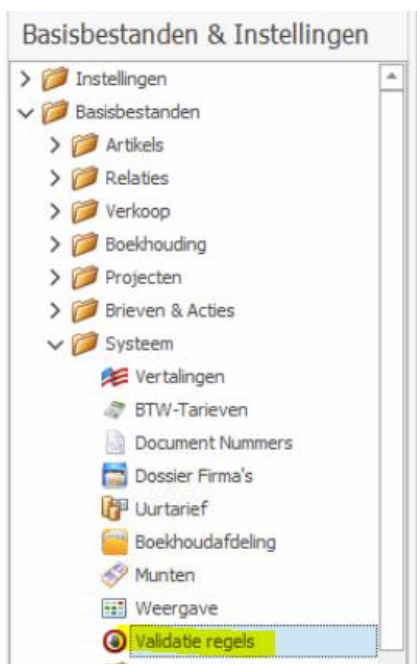 Basisbestanden & Instellingen
Instellingen
Basisbestanden
Artikels
Relaties
Verkoop
Boekhouding
Projecten
Brieven & Acties
Systeem
Vertalingen
BTW-Tarieven
Document Nummers
Dossier Firma's
Uurtarief
Boekhoudafdeling
Munten
Weergave
Validatie regels